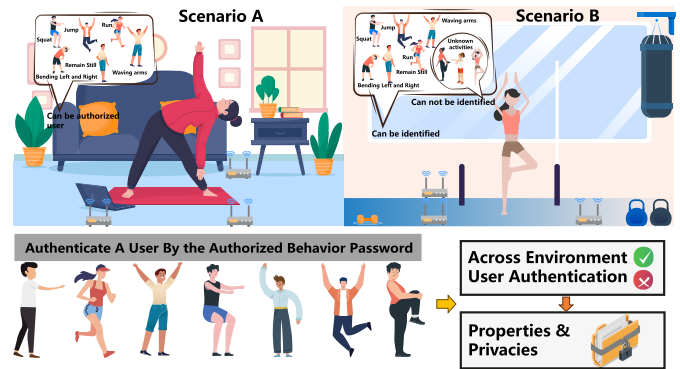 Scenario A
Jump
Run
Squat
Remain Still
Waving arms
Bending Left and Right
Can be authorized
user
Scenario B
Waving arms
Jump
Squat
Unknown
activities
Run
Remain Still
Bending Left and Right
Can not be identified
Can be identified
Authenticate A User By the Authorized Behavior Password
Across Environment
User Authentication
Properties &
Privacies